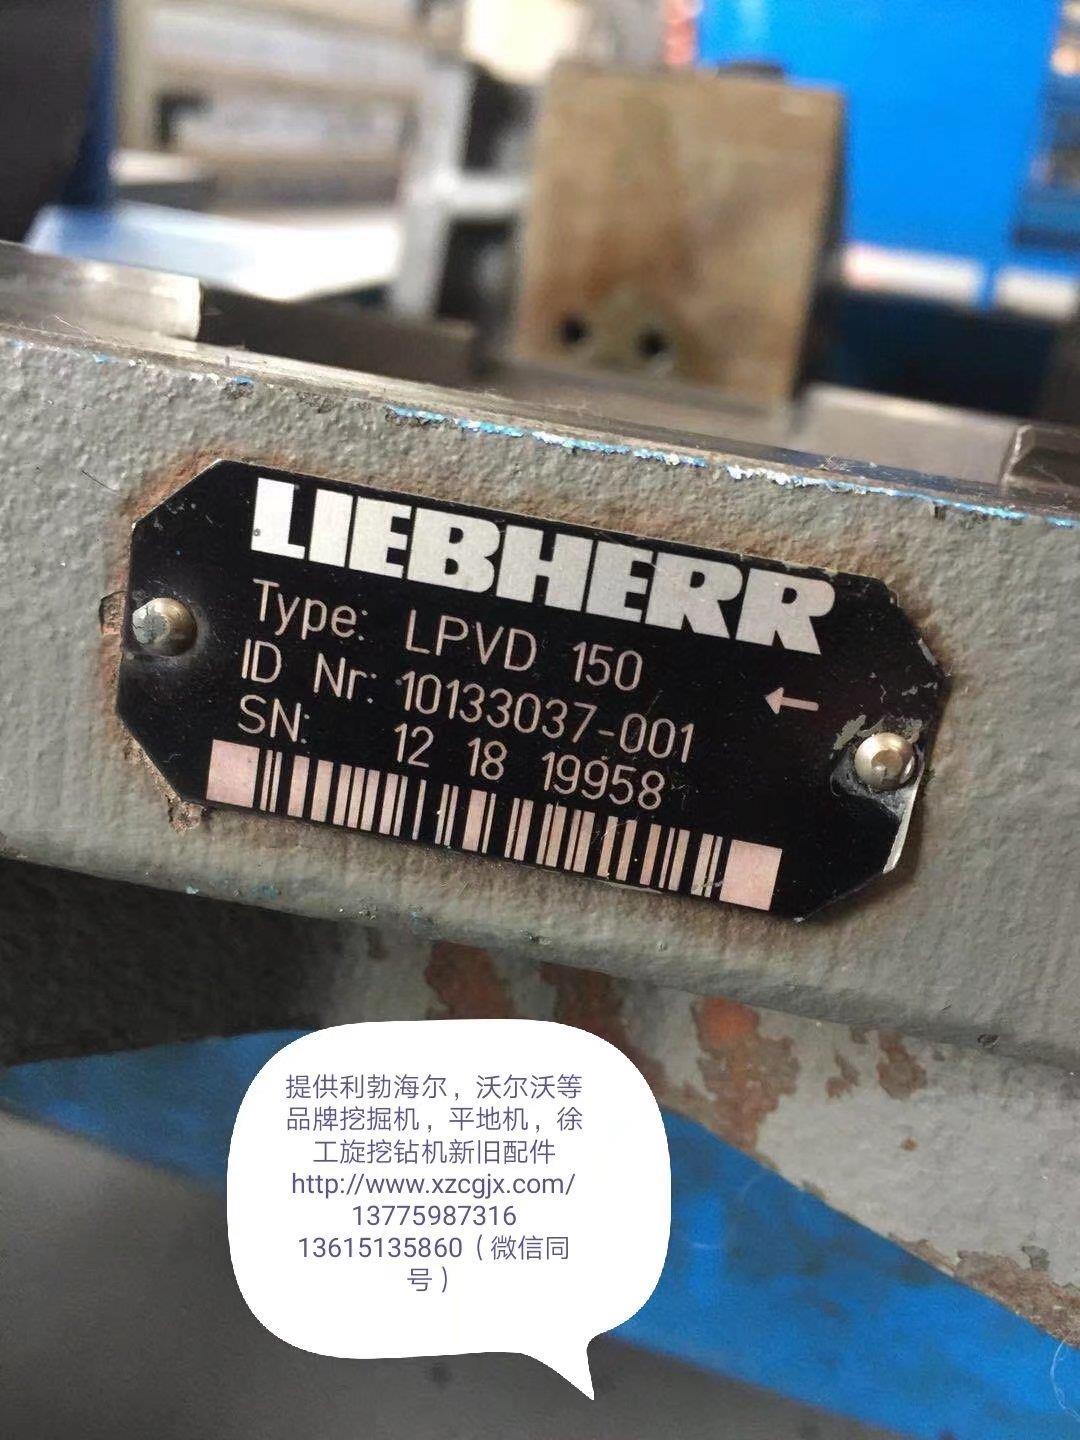 LIEBHERR
Type: LPVD 150
←
ID Nr: 10133037-001
SN: 12 18 19958
提供利勃海尔，沃尔沃等
品牌挖掘机，平地机，徐
工旋挖钻机新旧配件
http://www.xzcgjx.com/
13775987316
13615135860（微信同
号）